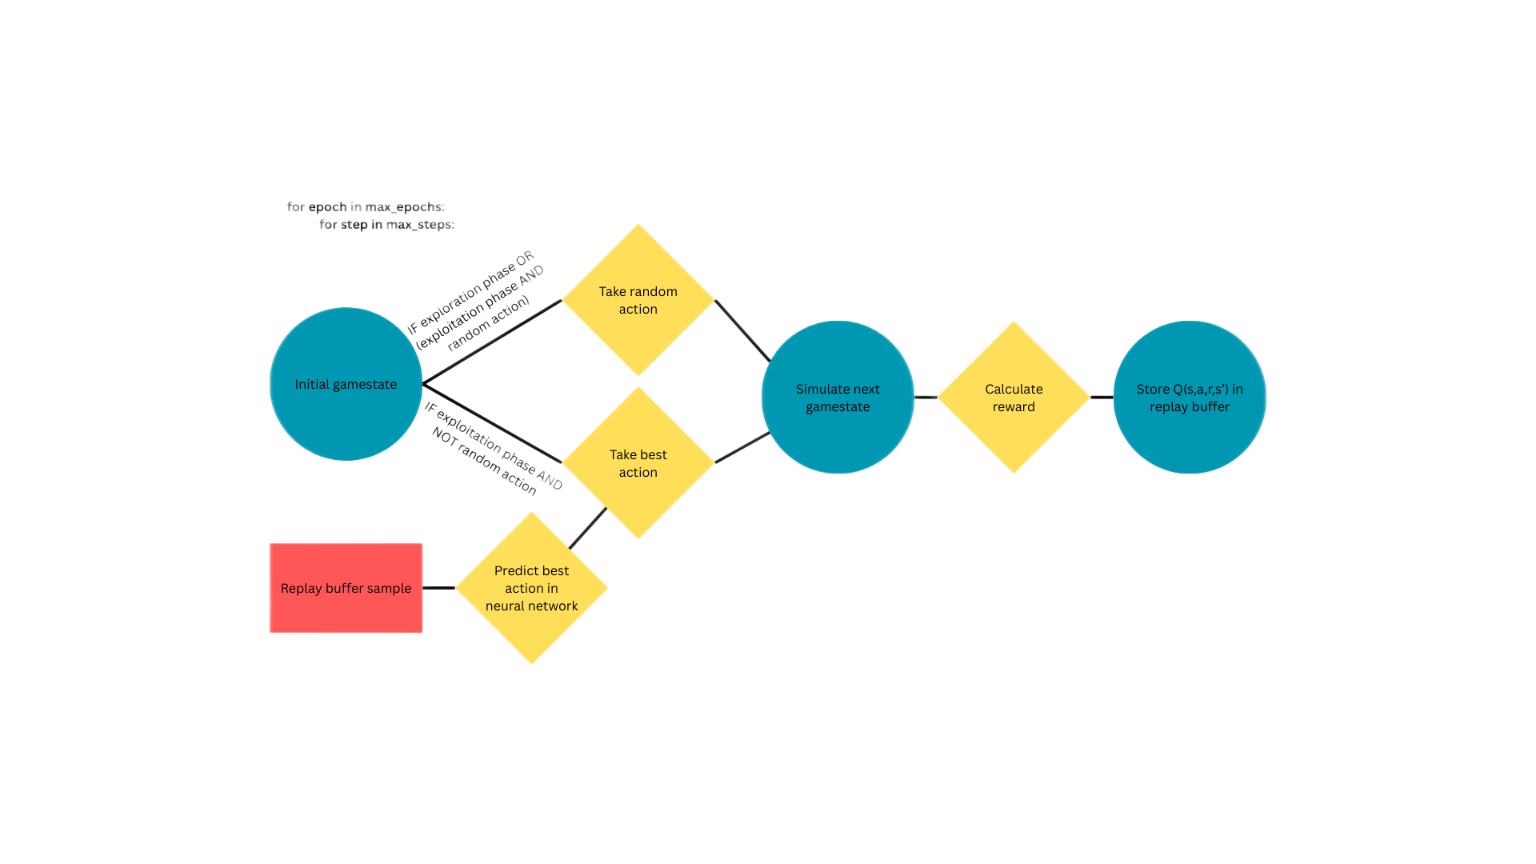 for epoch in max_epochs:
for step in max_steps:
IF exploration phase OR
(exploitation phase AND
random action)
Take random
action
Initial gamestate
IF exploitation phase AND
NOT random action
Take best
action
Simulate next
gamestate
Calculate
reward
Store Q(s,a,r,s') in
replay buffer
Replay buffer sample
Predict best
action in
neural network